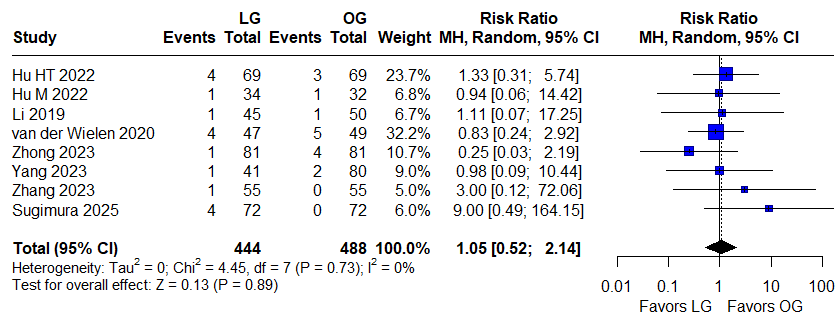 LG OG Risk Ratio Risk Ratio
Study Events Total Events Total Weight MH, Random, 95% CI MH, Random, 95% CI
Hu HT 2022 4 69 3 69 23.7% 1.33 [0.31; 5.74]
Hu M 2022 1 34 1 32 6.8% 0.94 [0.06; 14.42]
Li 2019 1 45 1 50 6.7% 1.11 [0.07; 17.25]
van der Wielen 2020 4 47 5 49 32.2% 0.83 [0.24; 2.92]
Zhong 2023 1 81 4 81 10.7% 0.25 [0.03; 2.19]
Yang 2023 1 41 2 80 9.0% 0.98 [0.09; 10.44]
Zhang 2023 1 55 0 55 5.0% 3.00 [0.12; 72.06]
Sugimura 2025 4 72 0 72 6.0% 9.00 [0.49; 164.15]
Total (95% CI) 444 488 100.0% 1.05 [0.52; 2.14]
Heterogeneity: Tau² = 0; Chi² = 4.45, df = 7 (P = 0.73); I² = 0%
Test for overall effect: Z = 0.13 (P = 0.89)
0.01 0.1 1 10 100
Favors LG Favors OG